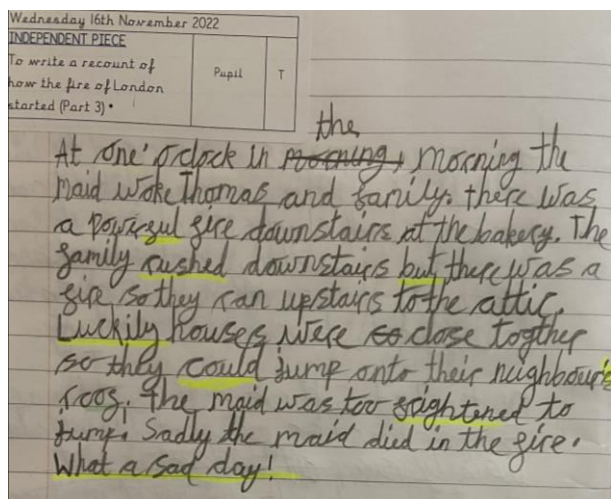 Wednesday 16th November 2022
INDEPENDENT PIECE
To write a recount of
how the fire of London
started (Part 3) •
Pupil
T
the
At one' o'clock in morning, morning the
maid woke Thomas and family. there was
a powerful fire downstairs at the bakery. The
family rushed downstairs but there was a
fire so they ran upstairs to the attic.
Luckily houses were so close togther
so they could jump onto their neighbour's
roof. The maid was too frightened to
jump. Sadly the maid died in the fire.
What a sad day!